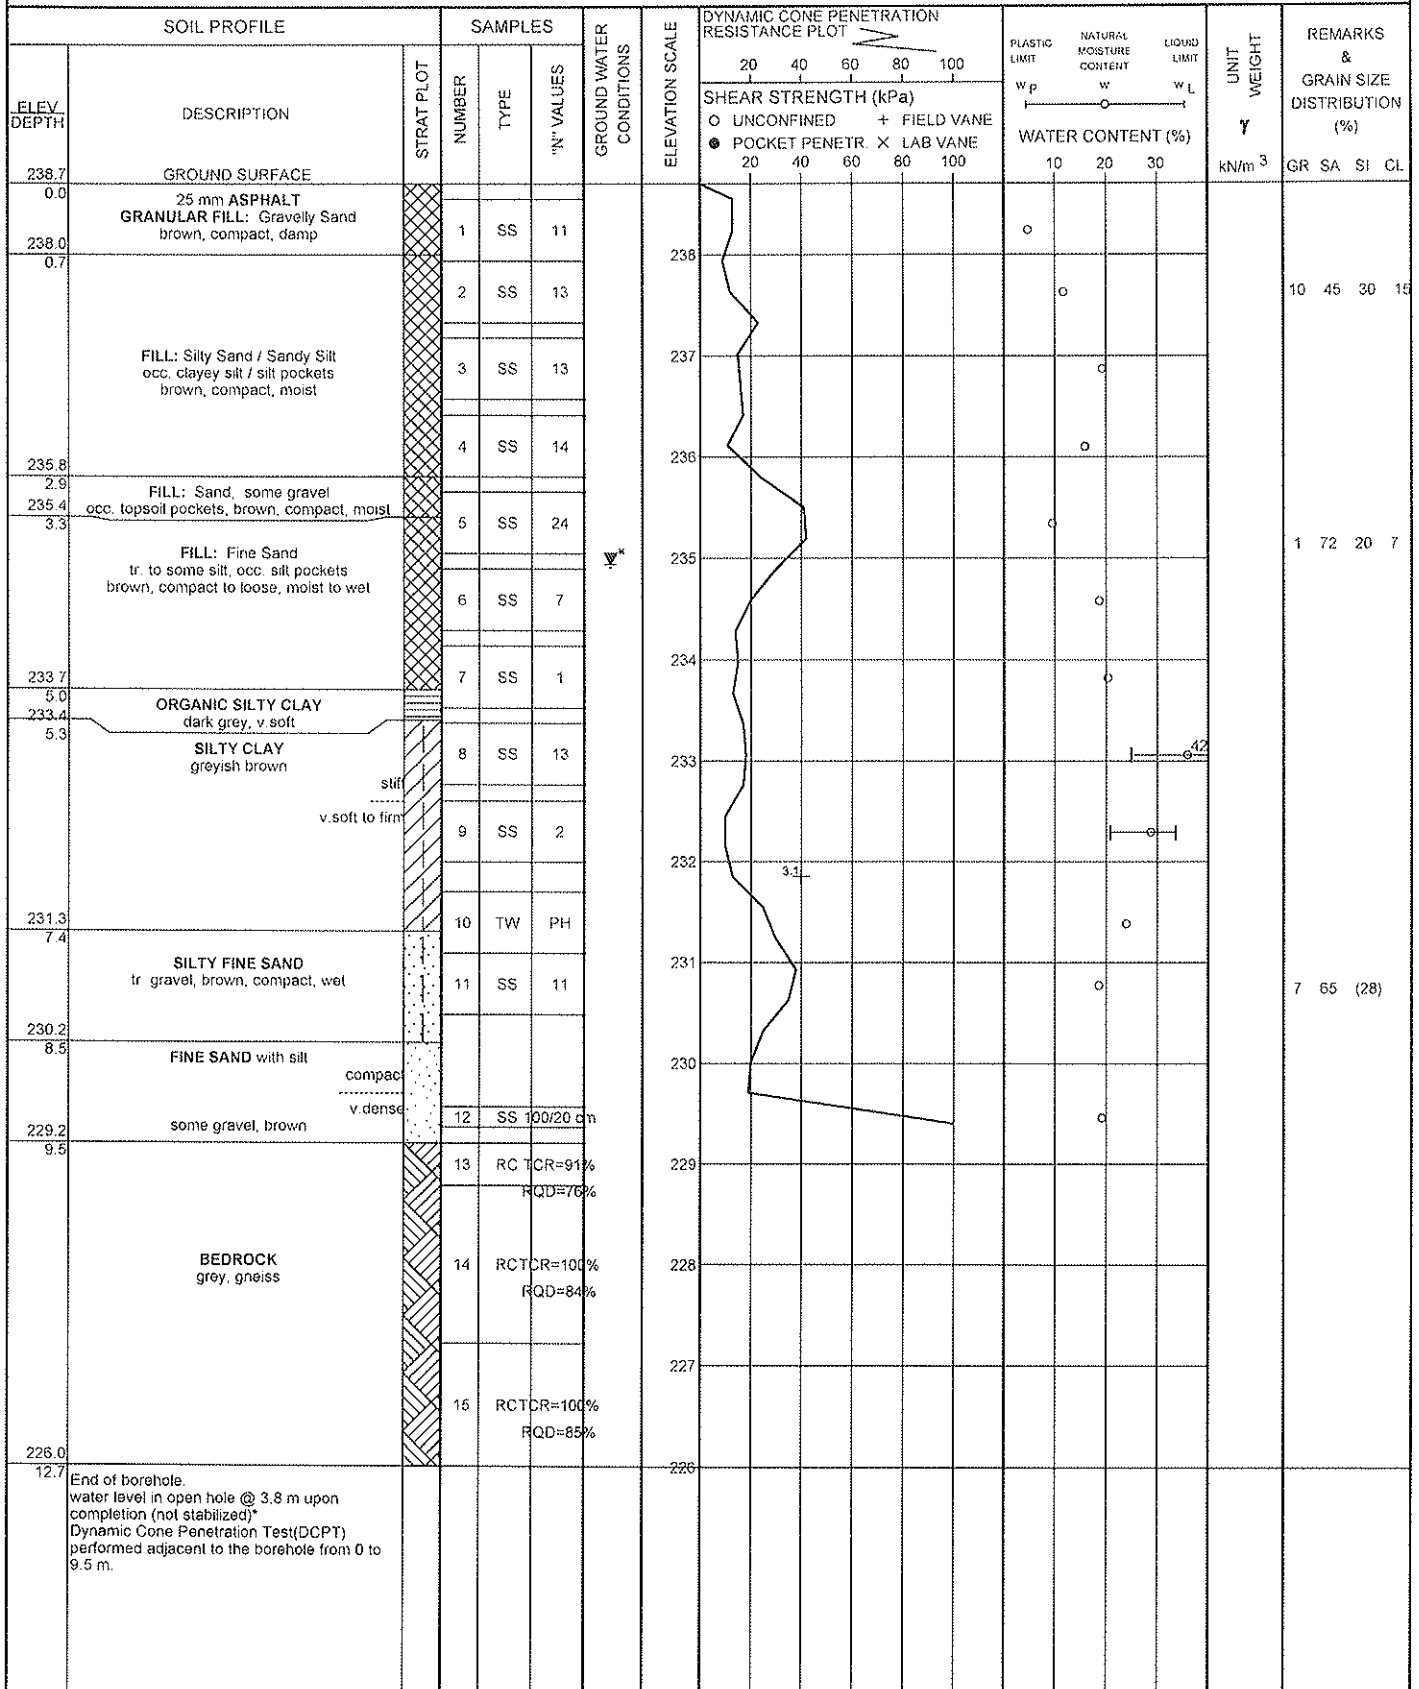 SOIL PROFILE
SAMPLES
GROUND WATER CONDITIONS
ELEVATION SCALE
DYNAMIC CONE PENETRATION
RESISTANCE PLOT
20 40 60 80 100
SHEAR STRENGTH (kPa)
O UNCONFINED + FIELD VANE
● POCKET PENETR. × LAB VANE
20 40 60 80 100
PLASTIC LIMIT
NATURAL MOISTURE CONTENT
LIQUID LIMIT
WP W WL
WATER CONTENT (%)
10 20 30
UNIT WEIGHT
γ
kN/m 3
REMARKS
&
GRAIN SIZE
DISTRIBUTION
(%)
GR SA SI CL
ELEV
DEPTH
DESCRIPTION
STRAT PLOT
NUMBER
TYPE
"N" VALUES
238.7
GROUND SURFACE
0.0
25 mm ASPHALT
GRANULAR FILL: Gravelly Sand
brown, compact, damp
1 SS 11
238.0
0.7
238
2 SS 13
10 45 30 15
FILL: Silty Sand / Sandy Silt
occ. clayey silt / silt pockets
brown, compact, moist
237
3 SS 13
4 SS 14
236
235.8
2.9
FILL: Sand, some gravel
occ. topsoil pockets, brown, compact, moist
235.4
3.3
5 SS 24
1 72 20 7
FILL: Fine Sand
tr. to some silt, occ. silt pockets
brown, compact to loose, moist to wet
*
235
6 SS 7
234
7 SS 1
233.7
5.0
ORGANIC SILTY CLAY
dark grey, v.soft
233.4
5.3
SILTY CLAY
greyish brown
8 SS 13
42
233
stiff
v.soft to firm
9 SS 2
232
3.1
231.3
7.4
10 TW PH
SILTY FINE SAND
tr gravel, brown, compact, wet
231
11 SS 11
7 65 (28)
230.2
8.5
FINE SAND with silt
230
compact
v.dense
some gravel, brown
12 SS 100/20 cm
229.2
9.5
13 RC TCR=91%
RQD=76%
229
BEDROCK
grey, gneiss
14 RC TCR=100%
RQD=84%
228
227
15 RC TCR=100%
RQD=85%
226.0
12.7
226
End of borehole.
water level in open hole @ 3.8 m upon
completion (not stabilized)*
Dynamic Cone Penetration Test(DCPT)
performed adjacent to the borehole from 0 to
9.5 m.